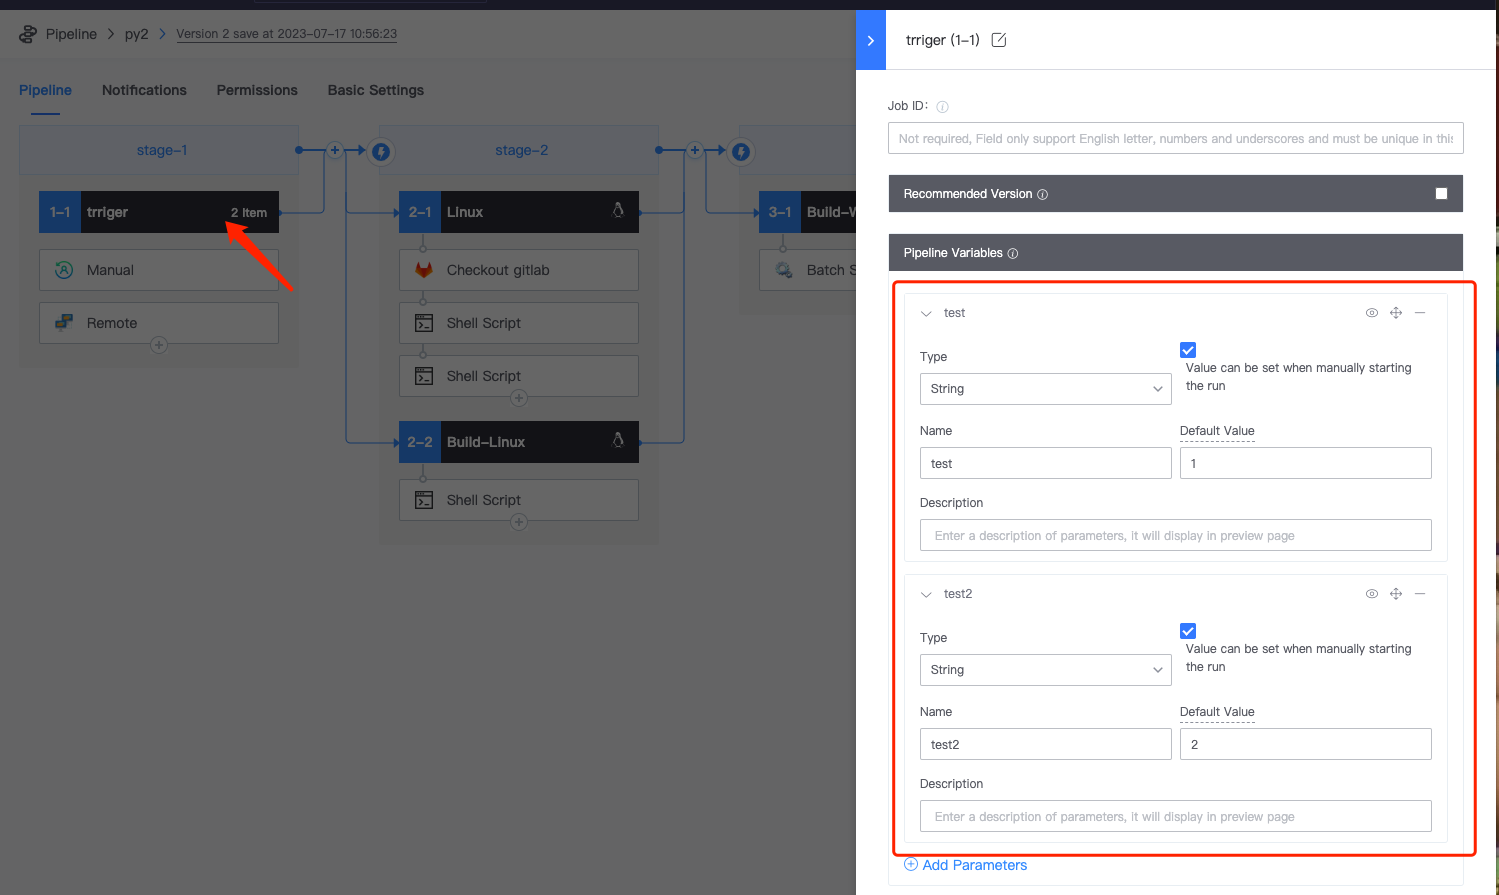 Pipeline
py2
Version 2 save at 2023-07-17 10:56:23
Pipeline
Notifications
Permissions
Basic Settings
stage-1
1-1
trriger
2 Item
Manual
Remote
stage-2
2-1
Linux
Checkout gitlab
Shell Script
Shell Script
2-2
Build-Linux
Shell Script
3-1
Build-W
Batch S
trriger (1-1)
Job ID:
Not required, Field only support English letter, numbers and underscores and must be unique in this
Recommended Version
Pipeline Variables
test
Type
String
Value can be set when manually starting
the run
Name
test
Default Value
1
Description
Enter a description of parameters, it will display in preview page
test2
Type
String
Value can be set when manually starting
the run
Name
test2
Default Value
2
Description
Enter a description of parameters, it will display in preview page
Add Parameters